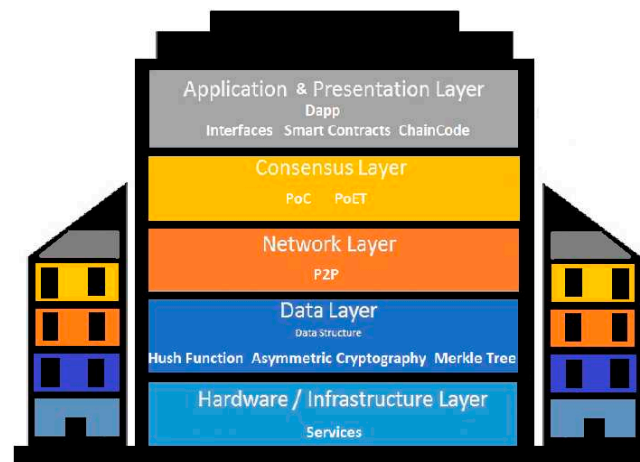 Application & Presentation Layer
Dapp
Interfaces Smart Contracts ChainCode
Consensus Layer
PoC PoET
Network Layer
P2P
Data Layer
Data Structure
Hush Function Asymmetric Cryptography Merkle Tree
Hardware / Infrastructure Layer
Services